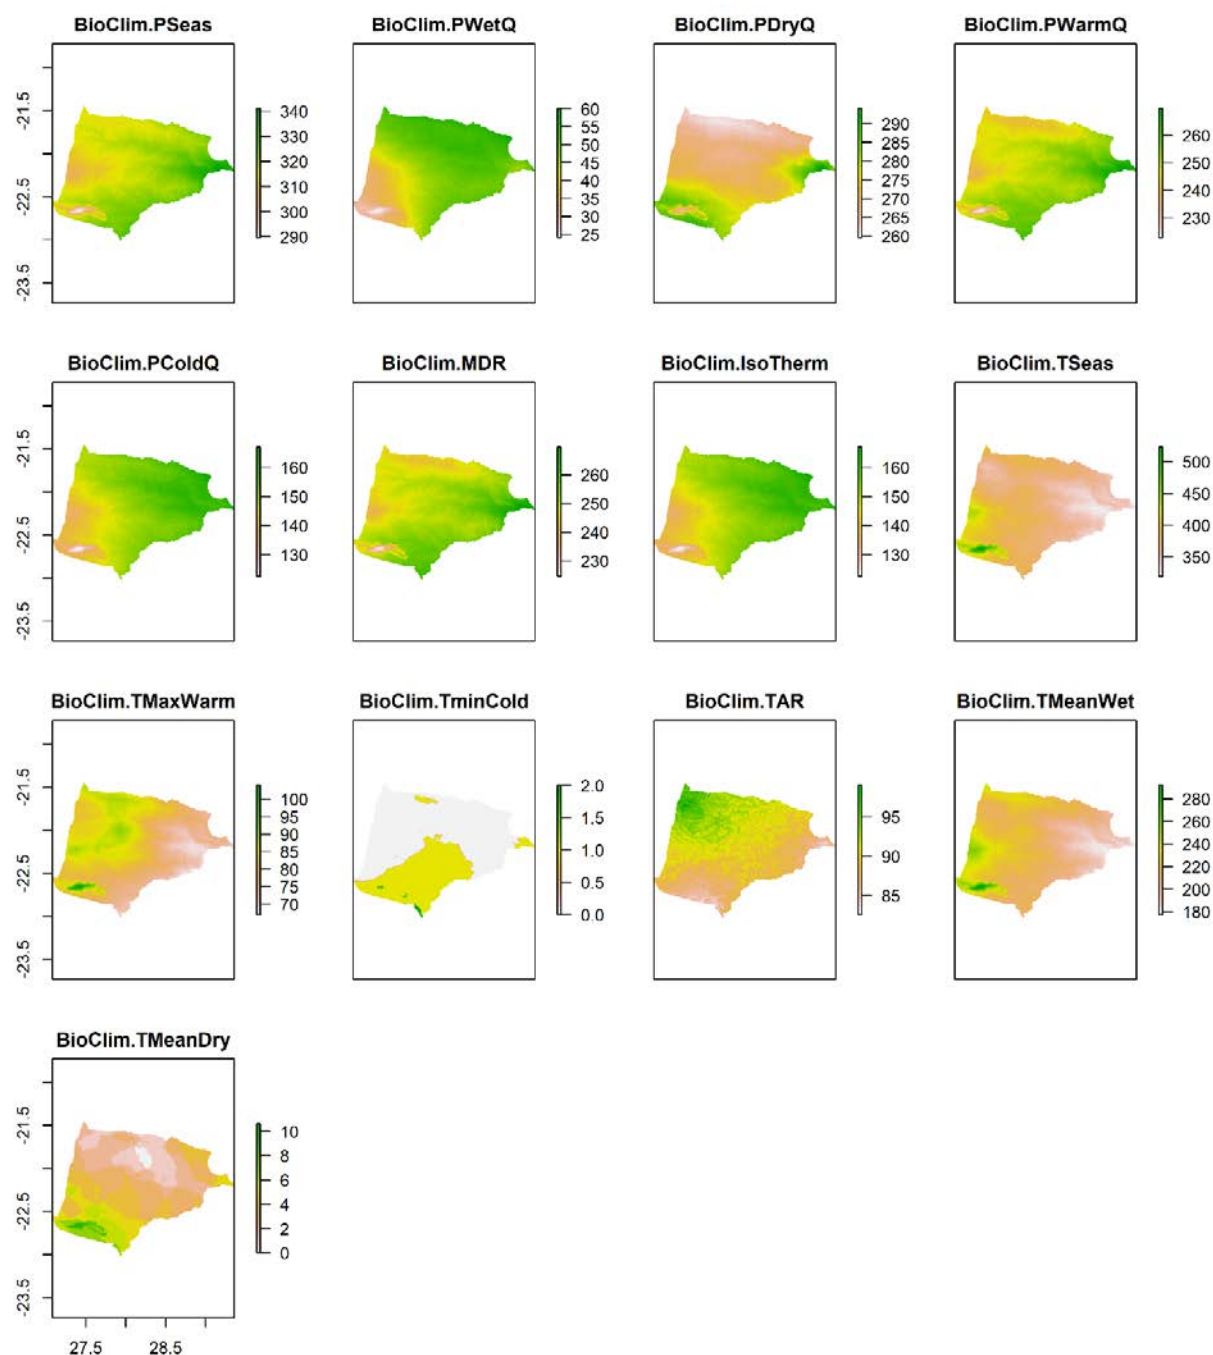 BioClim.PSeas BioClim.PWetQ BioClim.PDryQ BioClim.PWarmQ
-21.5 -22.5 -23.5
340 330 320 310 300 290
60 55 50 45 40 35 30 25
290 285 280 275 270 265 260
260 250 240 230
BioClim.PColdQ BioClim.MDR BioClim.IsoTherm BioClim.TSeas
-21.5 -22.5 -23.5
160 150 140 130
260 250 240 230
160 150 140 130
500 450 400 350
BioClim.TMaxWarm BioClim.TminCold BioClim.TAR BioClim.TMeanWet
-21.5 -22.5 -23.5
100 95 90 85 80 75 70
2.0 1.5 1.0 0.5 0.0
95 90 85
280 260 240 220 200 180
BioClim.TMeanDry
-21.5 -22.5 -23.5
10 8 6 4 2 0
27.5 28.5